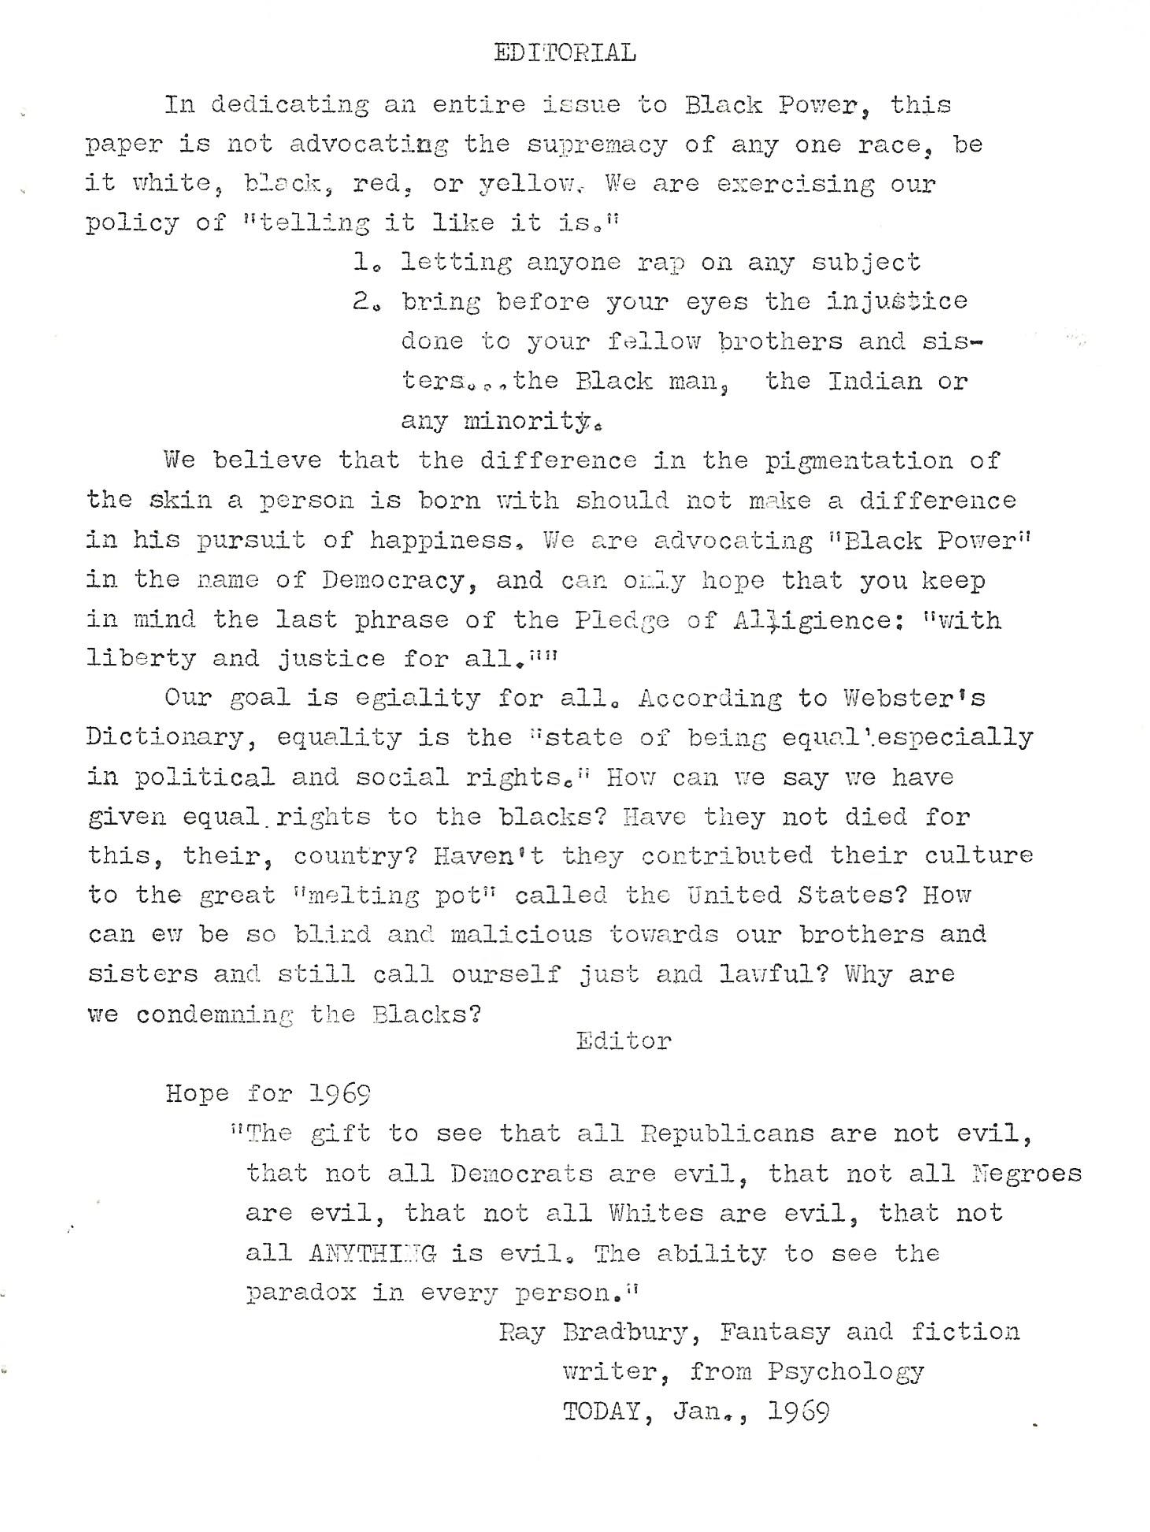 EDITORIAL
In dedicating an entire issue to Black Power, this
paper is not advocating the supremacy of any one race, be
it white, black, red, or yellow. We are exercising our
policy of "telling it like it is."
1. letting anyone rap on any subject
2. bring before your eyes the injustice
done to your fellow brothers and sis-
ters....the Black man, the Indian or
any minority.
We believe that the difference in the pigmentation of
the skin a person is born with should not make a difference
in his pursuit of happiness. We are advocating "Black Power"
in the name of Democracy, and can only hope that you keep
in mind the last phrase of the Pledge of Alligience: "with
liberty and justice for all.""
Our goal is egiality for all. According to Webster's
Dictionary, equality is the "state of being equal'.especially
in political and social rights." How can we say we have
given equal.rights to the blacks? Have they not died for
this, their, country? Haven't they contributed their culture
to the great "melting pot" called the United States? How
can ew be so blind and malicious towards our brothers and
sisters and still call ourself just and lawful? Why are
we condemning the Blacks?
Editor
Hope for 1969
"The gift to see that all Republicans are not evil,
that not all Democrats are evil, that not all Negroes
are evil, that not all Whites are evil, that not
all ANYTHING is evil. The ability to see the
paradox in every person."
Ray Bradbury, Fantasy and fiction
writer, from Psychology
TODAY, Jan., 1969